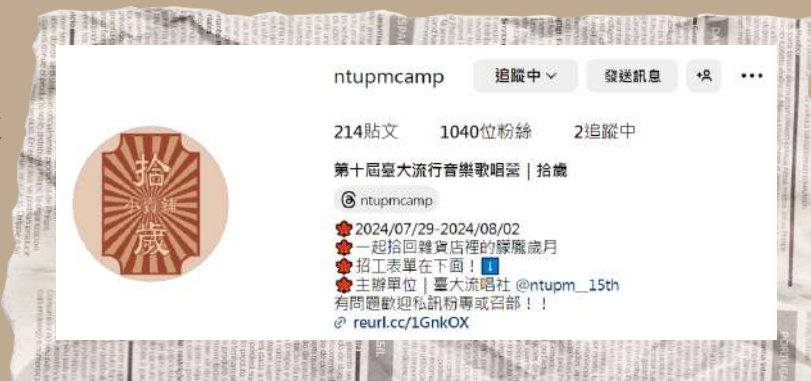 ntupmcamp 追蹤中 發送訊息
214貼文 1040位粉絲 2追蹤中
第十屆臺大流行音樂歌唱營 | 拾歲
ntupmcamp
2024/07/29-2024/08/02
一起拾回雜貨店裡的朦朧歲月
招工表單在下面！⬇️
主辦單位 | 臺大流唱社 @ntupm__15th
有問題歡迎私訊粉專或召部！！
reurl.cc/1GnkOX
拾
本賣鋪
歲